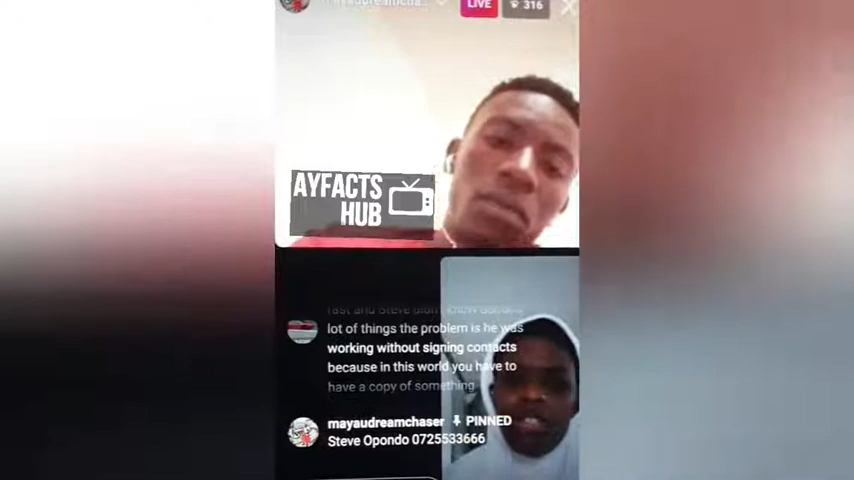 LIVE
316
AYFACTS
HUB
lot of things the problem is he was
working without signing contacts
because in this world you have to
have a copy of something
mayaudreamchaser PINNED
Steve Opondo 0725533666